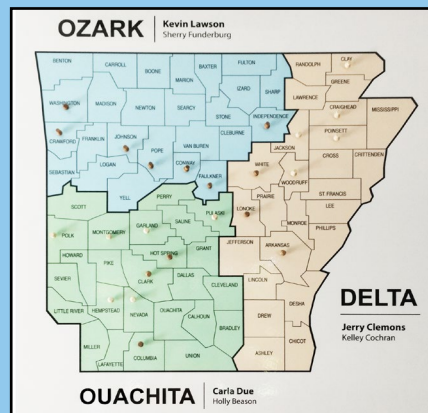 OZARK
Kevin Lawson
Sherry Funderburg
BENTON
CARROLL
BOONE
MARION
BAXTER
FULTON
RANDOLPH
CLAY
WASHINGTON
MADISON
NEWTON
SEARCY
IZARD
SHARP
LAWRENCE
GREENE
STONE
INDEPENDENCE
CRAIGHEAD
MISSISSIPPI
CRAWFORD
FRANKLIN
JOHNSON
POPE
VAN BUREN
CLEBURNE
JACKSON
POINSETT
SEBASTIAN
LOGAN
CONWAY
FAULKNER
WHITE
WOODRUFF
CROSS
CRITTENDEN
YELL
SCOTT
PERRY
PULASKI
LONOKE
PRAIRIE
ST. FRANCIS
LEE
MONROE
PHILLIPS
POLK
MONTGOMERY
GARLAND
SALINE
HOT SPRING
GRANT
JEFFERSON
ARKANSAS
HOWARD
PIKE
CLARK
DALLAS
CLEVELAND
LINCOLN
DESHA
SEVIER
LITTLE RIVER
HEMPSTEAD
NEVADA
OUACHITA
CALHOUN
BRADLEY
DREW
CHICOT
MILLER
LAFAYETTE
COLUMBIA
UNION
ASHLEY
DELTA
Jerry Clemons
Kelley Cochran
OUACHITA
Carla Due
Holly Beason